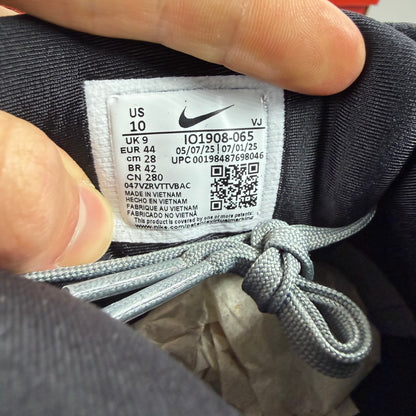 US
10
VJ
UK 9
EUR 44
cm 28
BR 42
CN 280
IO1908-065
05/07/25 | 07/01/25
UPC 00198487698046
047VZRVTTVBAC
MADE IN VIETNAM
HECHO EN VIETNAM
FABRIQUE AU VIETNAM
FABRICADO NO VIETNÃ